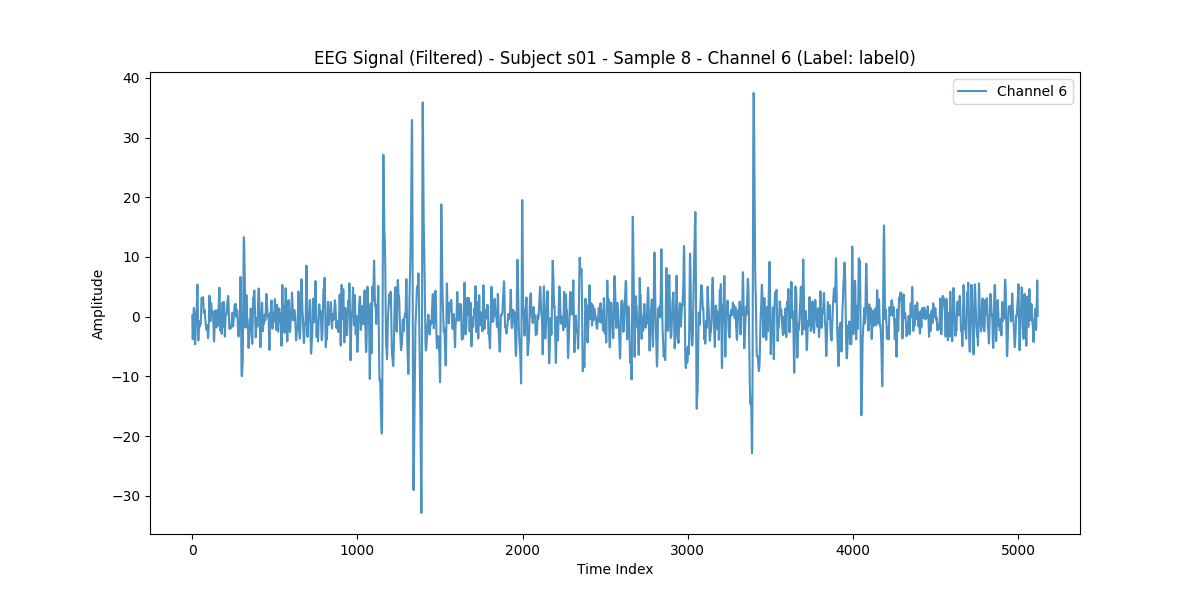 EEG Signal (Filtered) - Subject s01 - Sample 8 - Channel 6 (Label: label0)
Channel 6
40
30
20
10
0
−10
−20
−30
Amplitude
0 1000 2000 3000 4000 5000
Time Index